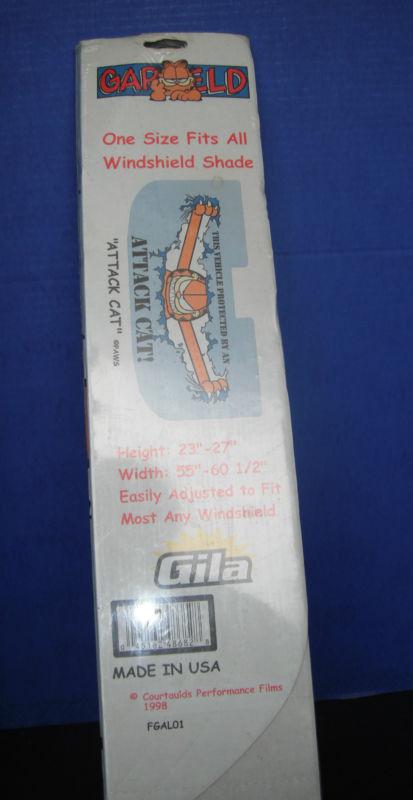 GARFIELD
One Size Fits All
Windshield Shade
THIS VEHICLE PROTECTED BY AN
ATTACK CAT!
"ATTACK CAT" ©PAWS
Height: 23"-27"
Width: 55"-60 1/2"
Easily Adjusted to Fit
Most Any Windshield
Gila
MADE IN USA
© Courtaulds Performance Films
1998
FGAL01